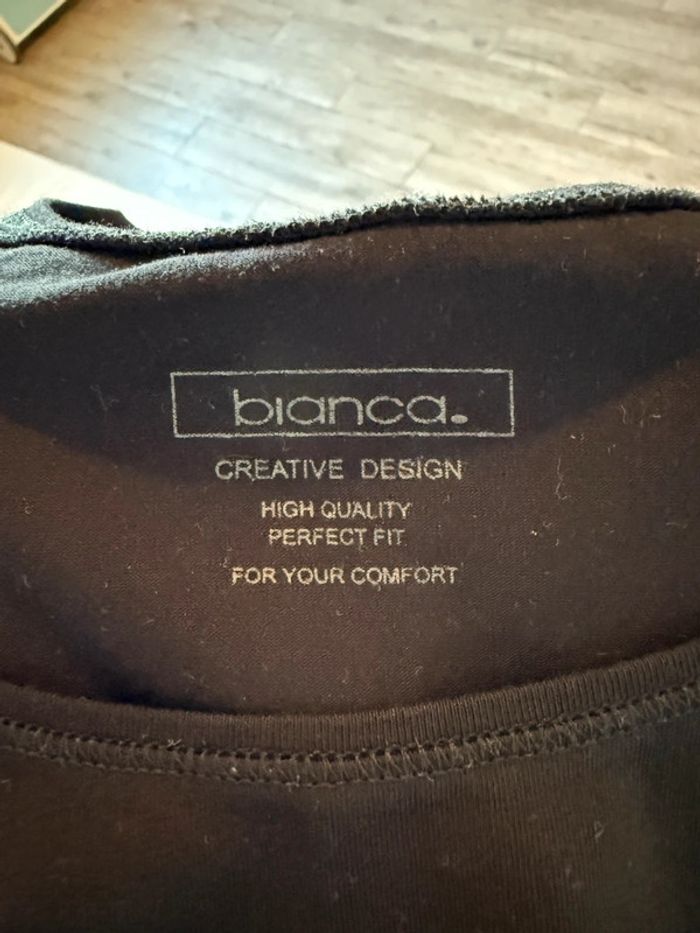 bianca.
CREATIVE DESIGN
HIGH QUALITY
PERFECT FIT
FOR YOUR COMFORT